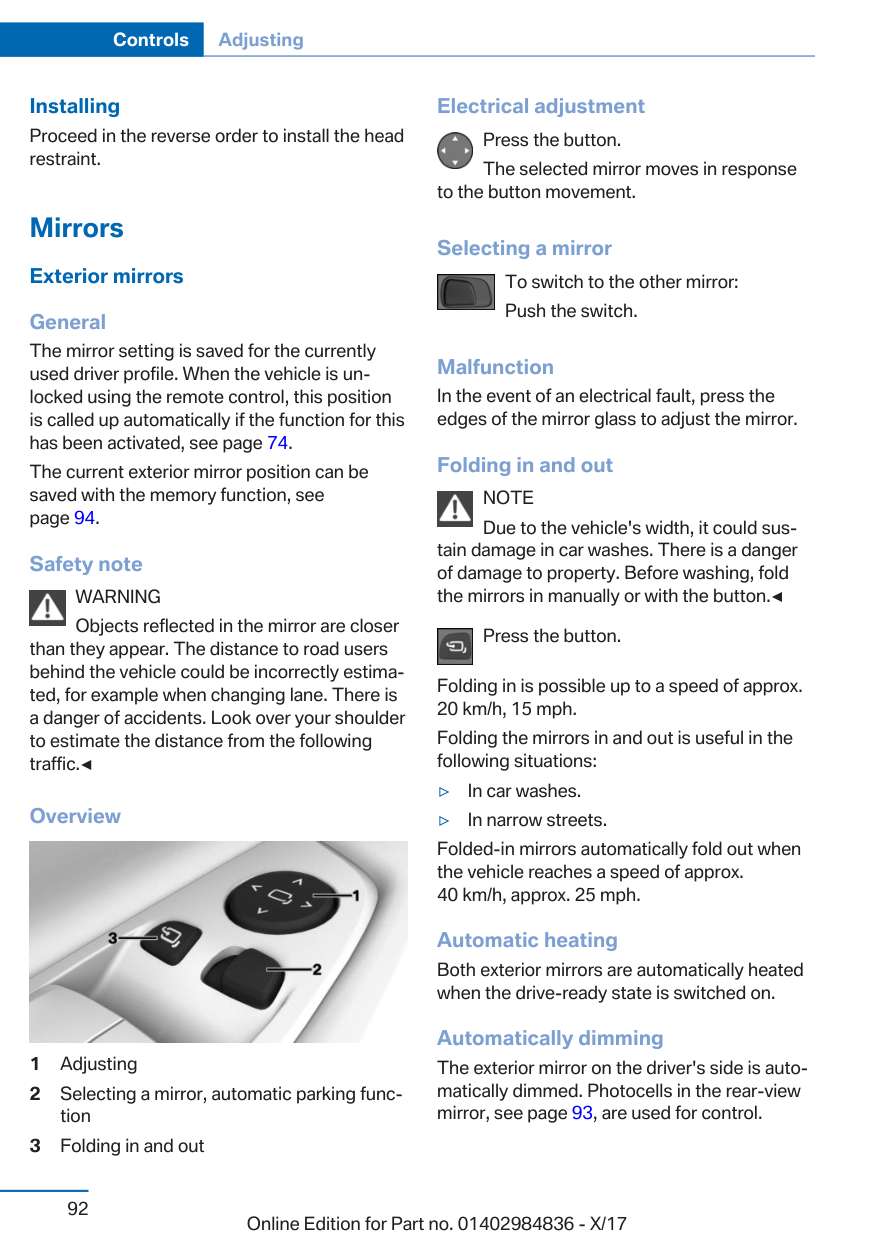 Controls Adjusting
Installing
Proceed in the reverse order to install the head
restraint.
Mirrors
Exterior mirrors
General
The mirror setting is saved for the currently
used driver profile. When the vehicle is un-
locked using the remote control, this position
is called up automatically if the function for this
has been activated, see page 74.
The current exterior mirror position can be
saved with the memory function, see
page 94.
Safety note
WARNING
Objects reflected in the mirror are closer
than they appear. The distance to road users
behind the vehicle could be incorrectly estima-
ted, for example when changing lane. There is
a danger of accidents. Look over your shoulder
to estimate the distance from the following
traffic.◄
Overview
1
3
2
1 Adjusting
2 Selecting a mirror, automatic parking func-
tion
3 Folding in and out
Electrical adjustment
Press the button.
The selected mirror moves in response
to the button movement.
Selecting a mirror
To switch to the other mirror:
Push the switch.
Malfunction
In the event of an electrical fault, press the
edges of the mirror glass to adjust the mirror.
Folding in and out
NOTE
Due to the vehicle's width, it could sus-
tain damage in car washes. There is a danger
of damage to property. Before washing, fold
the mirrors in manually or with the button.◄
Press the button.
Folding in is possible up to a speed of approx.
20 km/h, 15 mph.
Folding the mirrors in and out is useful in the
following situations:
▷ In car washes.
▷ In narrow streets.
Folded-in mirrors automatically fold out when
the vehicle reaches a speed of approx.
40 km/h, approx. 25 mph.
Automatic heating
Both exterior mirrors are automatically heated
when the drive-ready state is switched on.
Automatically dimming
The exterior mirror on the driver's side is auto-
matically dimmed. Photocells in the rear-view
mirror, see page 93, are used for control.
92
Online Edition for Part no. 01402984836 - X/17